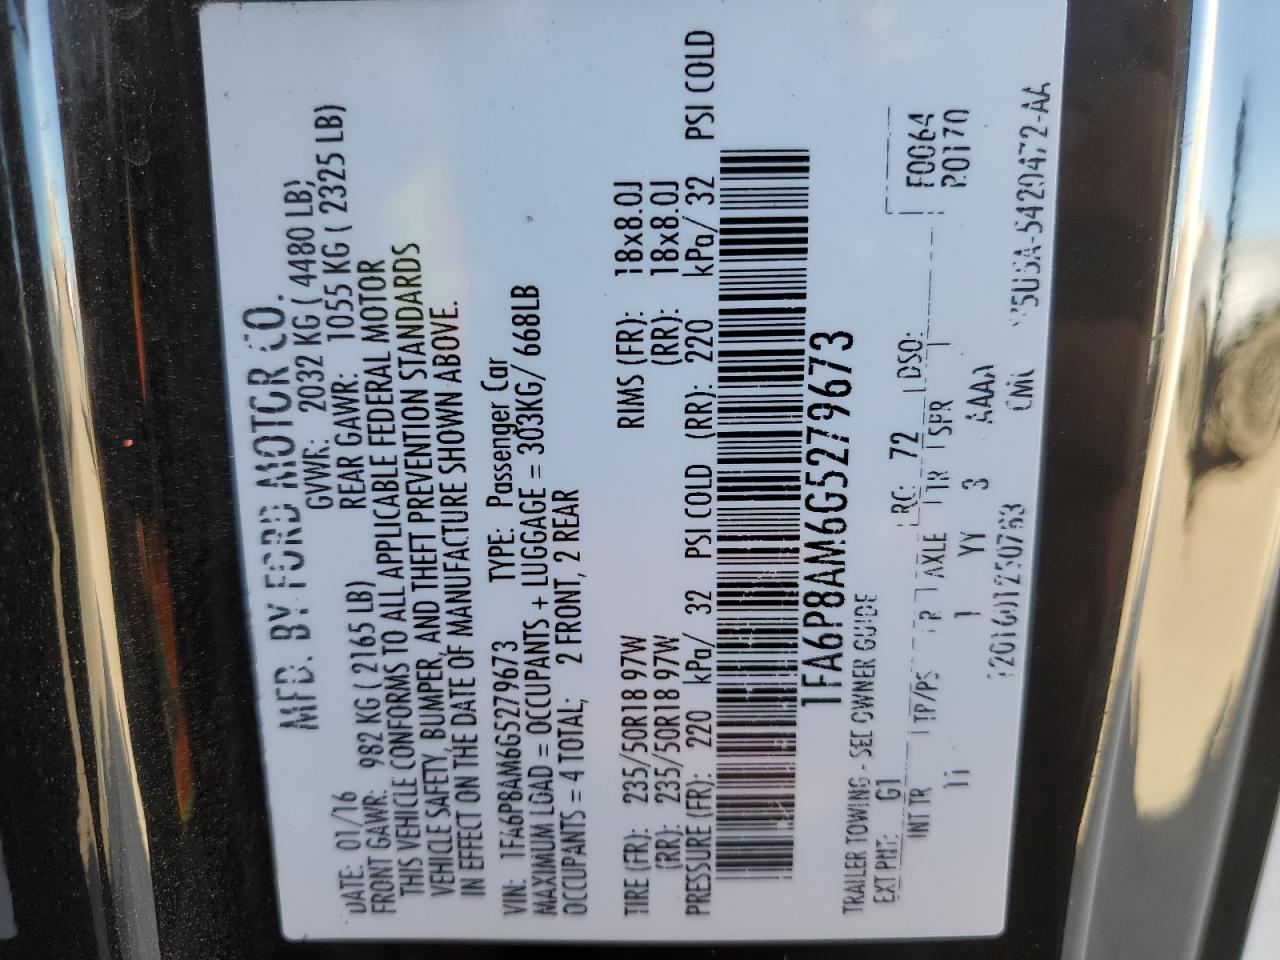 MFD. BY FORD MOTOR CO.
DATE: 01/16 GVWR: 2032 KG ( 4480 LB)
FRONT GAWR: 982 KG ( 2165 LB) REAR GAWR: 1055 KG ( 2325 LB)
THIS VEHICLE CONFORMS TO ALL APPLICABLE FEDERAL MOTOR
VEHICLE SAFETY, BUMPER, AND THEFT PREVENTION STANDARDS
IN EFFECT ON THE DATE OF MANUFACTURE SHOWN ABOVE.
VIN: 1FA6P8AM6G5279673 TYPE: Passenger Car
MAXIMUM LOAD = OCCUPANTS + LUGGAGE = 303KG/ 668LB
OCCUPANTS = 4 TOTAL; 2 FRONT, 2 REAR
TIRE (FR): 235/50R18 97W RIMS (FR): 18x8.0J
(RR): 235/50R18 97W (RR): 18x8.0J
PRESSURE (FR): 220 kPa/ 32 PSI COLD (RR): 220 kPa/ 32 PSI COLD
1FA6P8AM6G5279673
TRAILER TOWING - SEE OWNER GUIDE
EXT PNT: G1 RC: 72 DSO: F0064
INT TR TP/PS R AXLE TR SPR P0170
1 YY 3 AAAA